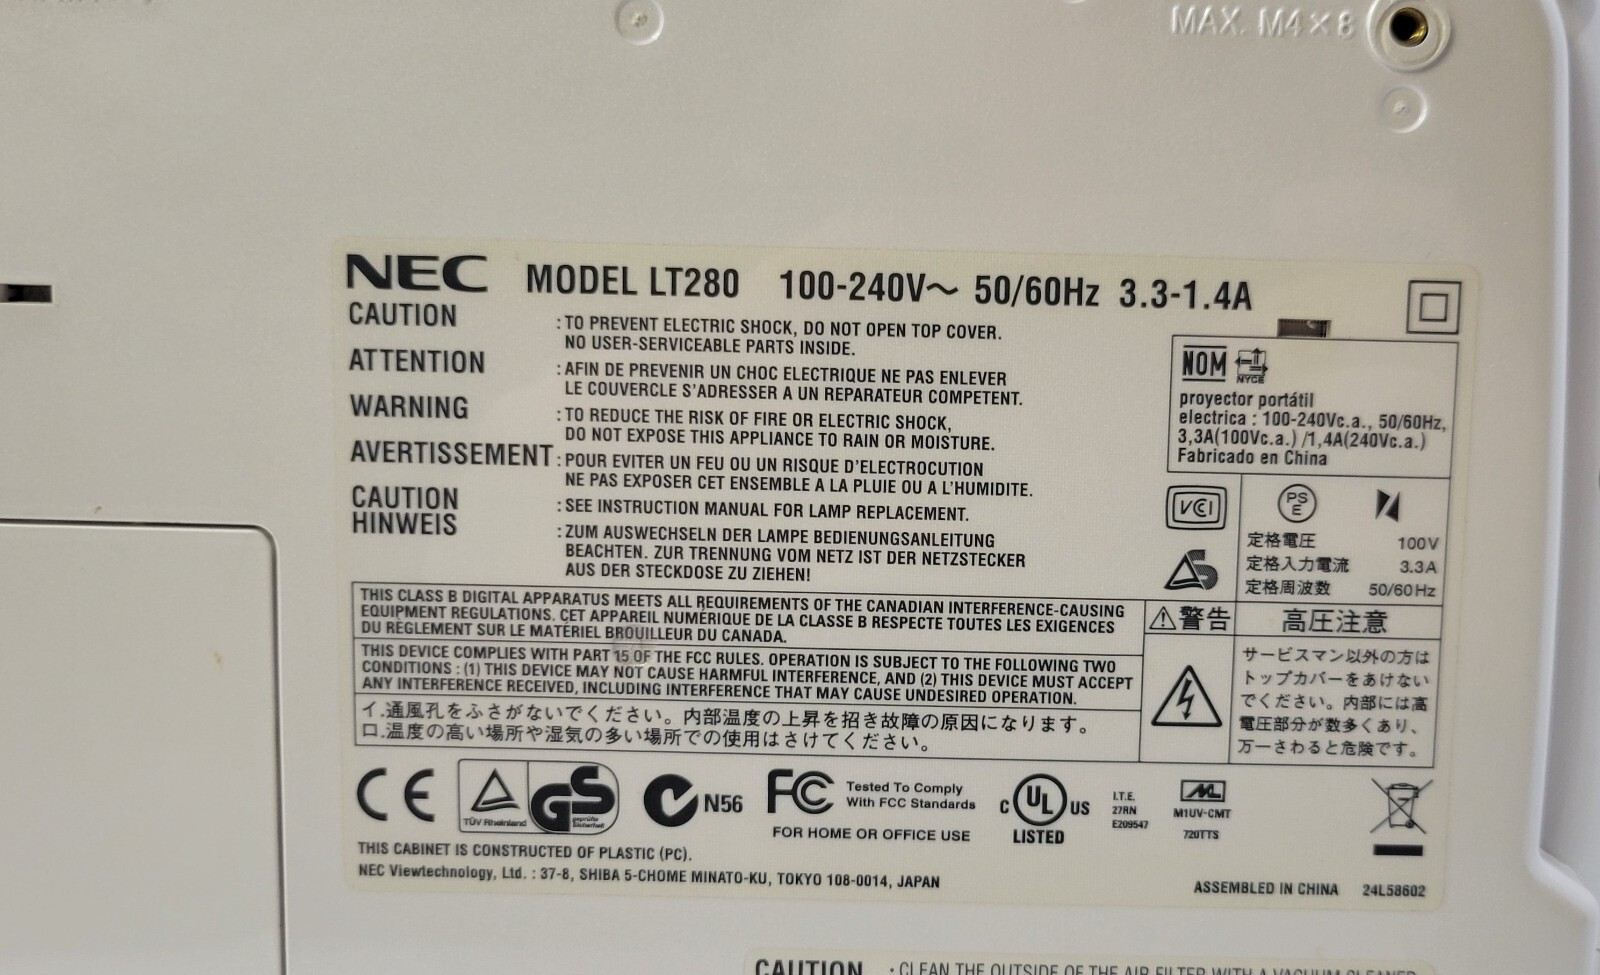 MAX. M4×8
NEC MODEL LT280 100-240V～ 50/60Hz 3.3-1.4A
CAUTION : TO PREVENT ELECTRIC SHOCK, DO NOT OPEN TOP COVER.
NO USER-SERVICEABLE PARTS INSIDE.
ATTENTION : AFIN DE PREVENIR UN CHOC ELECTRIQUE NE PAS ENLEVER
LE COUVERCLE S'ADRESSER A UN REPARATEUR COMPETENT.
WARNING : TO REDUCE THE RISK OF FIRE OR ELECTRIC SHOCK,
DO NOT EXPOSE THIS APPLIANCE TO RAIN OR MOISTURE.
AVERTISSEMENT : POUR EVITER UN FEU OU UN RISQUE D'ELECTROCUTION
NE PAS EXPOSER CET ENSEMBLE A LA PLUIE OU A L'HUMIDITE.
CAUTION : SEE INSTRUCTION MANUAL FOR LAMP REPLACEMENT.
HINWEIS : ZUM AUSWECHSELN DER LAMPE BEDIENUNGSANLEITUNG
BEACHTEN. ZUR TRENNUNG VOM NETZ IST DER NETZSTECKER
AUS DER STECKDOSE ZU ZIEHEN!
NOM NYCE
proyector portátil
electrica : 100-240Vc.a., 50/60Hz,
3,3A(100Vc.a.) /1,4A(240Vc.a.)
Fabricado en China
VCI
PS
E
定格電圧 100V
定格入力電流 3.3A
定格周波数 50/60Hz
THIS CLASS B DIGITAL APPARATUS MEETS ALL REQUIREMENTS OF THE CANADIAN INTERFERENCE-CAUSING
EQUIPMENT REGULATIONS. CET APPAREIL NUMÉRIQUE DE LA CLASSE B RESPECTE TOUTES LES EXIGENCES
DU RÈGLEMENT SUR LE MATÉRIEL BROUILLEUR DU CANADA.
THIS DEVICE COMPLIES WITH PART 15 OF THE FCC RULES. OPERATION IS SUBJECT TO THE FOLLOWING TWO
CONDITIONS : (1) THIS DEVICE MAY NOT CAUSE HARMFUL INTERFERENCE, AND (2) THIS DEVICE MUST ACCEPT
ANY INTERFERENCE RECEIVED, INCLUDING INTERFERENCE THAT MAY CAUSE UNDESIRED OPERATION.
イ.通風孔をふさがないでください。内部温度の上昇を招き故障の原因になります。
ロ.温度の高い場所や湿気の多い場所での使用はさけてください。
警告 高圧注意
サービスマン以外の方は
トップカバーをあけない
でください。内部には高
電圧部分が数多くあり、
万一さわると危険です。
CE
TÜV Rheinland
GS
geprüfte
Sicherheit
N56
FC Tested To Comply
With FCC Standards
FOR HOME OR OFFICE USE
C UL US
LISTED
I.T.E.
27RN
E209547
M1UV-CMT
720TTS
THIS CABINET IS CONSTRUCTED OF PLASTIC (PC).
NEC Viewtechnology, Ltd. : 37-8, SHIBA 5-CHOME MINATO-KU, TOKYO 108-0014, JAPAN
ASSEMBLED IN CHINA 24L58602
CAUTION · CLEAN THE OUTSIDE OF THE AIR FILTER WITH A VACUUM CLEANER